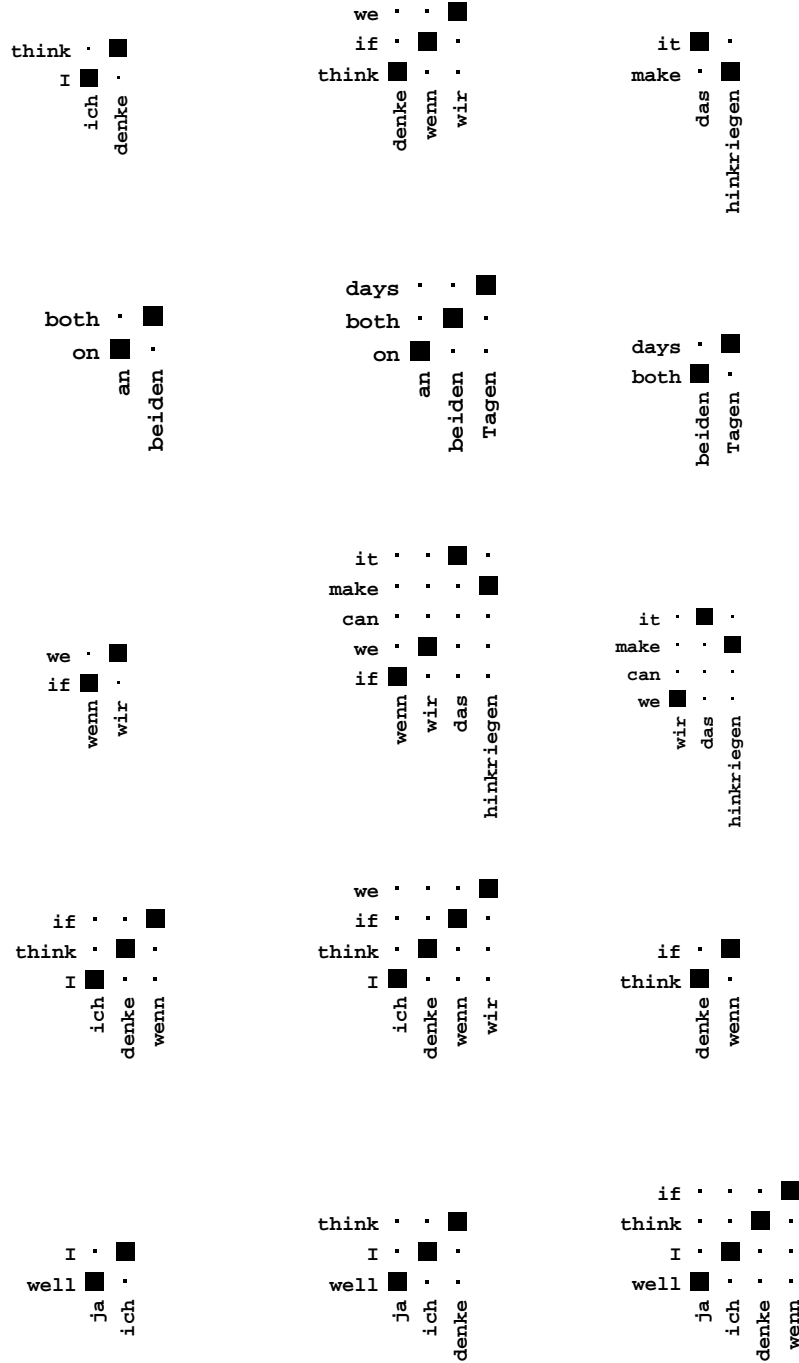 think
I
ich
denke
we
if
think
denke
wenn
wir
it
make
das
hinkriegen
both
on
an
beiden
days
both
on
an
beiden
Tagen
days
both
beiden
Tagen
we
if
wenn
wir
it
make
can
we
if
wenn
wir
das
hinkriegen
it
make
can
we
wir
das
hinkriegen
if
think
I
ich
denke
wenn
we
if
think
I
ich
denke
wenn
wir
if
think
denke
wenn
I
well
ja
ich
think
I
well
ja
ich
denke
if
think
I
well
ja
ich
denke
wenn